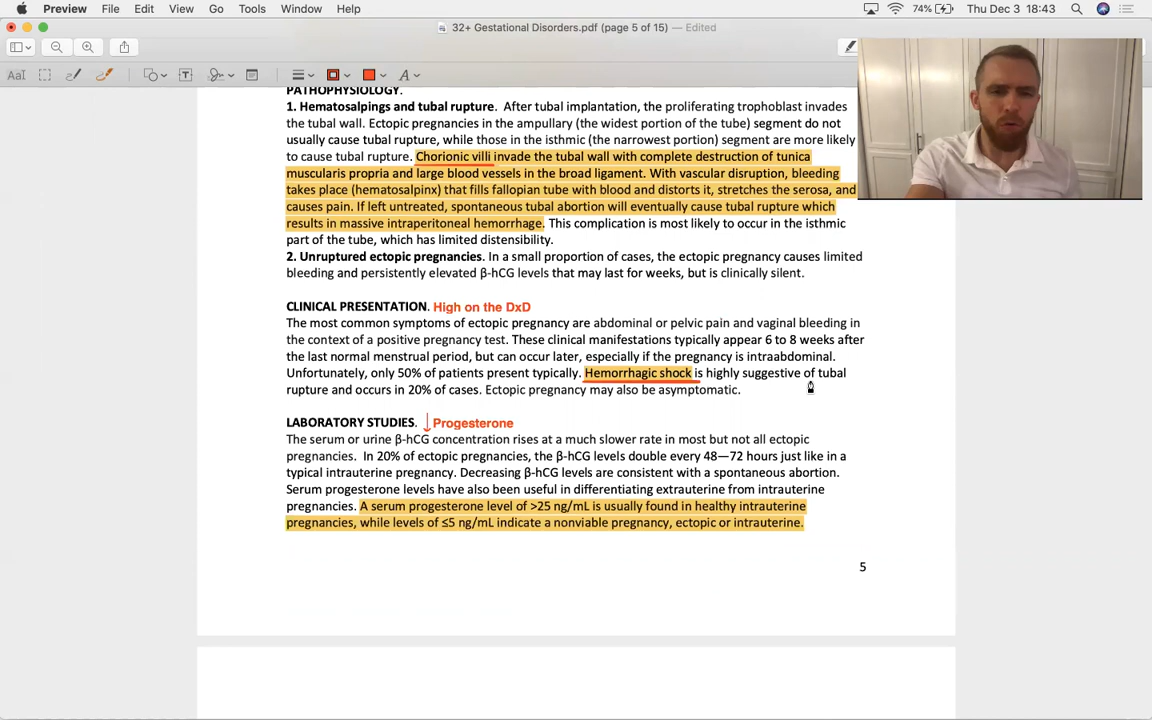 Preview File Edit View Go Tools Window Help 74% Thu Dec 3 18:43
32+ Gestational Disorders.pdf (page 5 of 15) — Edited
AaI T A
PATHOPHYSIOLOGY.
1. Hematosalpings and tubal rupture. After tubal implantation, the proliferating trophoblast invades
the tubal wall. Ectopic pregnancies in the ampullary (the widest portion of the tube) segment do not
usually cause tubal rupture, while those in the isthmic (the narrowest portion) segment are more likely
to cause tubal rupture. Chorionic villi invade the tubal wall with complete destruction of tunica
muscularis propria and large blood vessels in the broad ligament. With vascular disruption, bleeding
takes place (hematosalpinx) that fills fallopian tube with blood and distorts it, stretches the serosa, and
causes pain. If left untreated, spontaneous tubal abortion will eventually cause tubal rupture which
results in massive intraperitoneal hemorrhage. This complication is most likely to occur in the isthmic
part of the tube, which has limited distensibility.
2. Unruptured ectopic pregnancies. In a small proportion of cases, the ectopic pregnancy causes limited
bleeding and persistently elevated β-hCG levels that may last for weeks, but is clinically silent.
CLINICAL PRESENTATION. High on the DxD
The most common symptoms of ectopic pregnancy are abdominal or pelvic pain and vaginal bleeding in
the context of a positive pregnancy test. These clinical manifestations typically appear 6 to 8 weeks after
the last normal menstrual period, but can occur later, especially if the pregnancy is intraabdominal.
Unfortunately, only 50% of patients present typically. Hemorrhagic shock is highly suggestive of tubal
rupture and occurs in 20% of cases. Ectopic pregnancy may also be asymptomatic.
LABORATORY STUDIES. ↓ Progesterone
The serum or urine β-hCG concentration rises at a much slower rate in most but not all ectopic
pregnancies. In 20% of ectopic pregnancies, the β-hCG levels double every 48—72 hours just like in a
typical intrauterine pregnancy. Decreasing β-hCG levels are consistent with a spontaneous abortion.
Serum progesterone levels have also been useful in differentiating extrauterine from intrauterine
pregnancies. A serum progesterone level of >25 ng/mL is usually found in healthy intrauterine
pregnancies, while levels of ≤5 ng/mL indicate a nonviable pregnancy, ectopic or intrauterine.
5